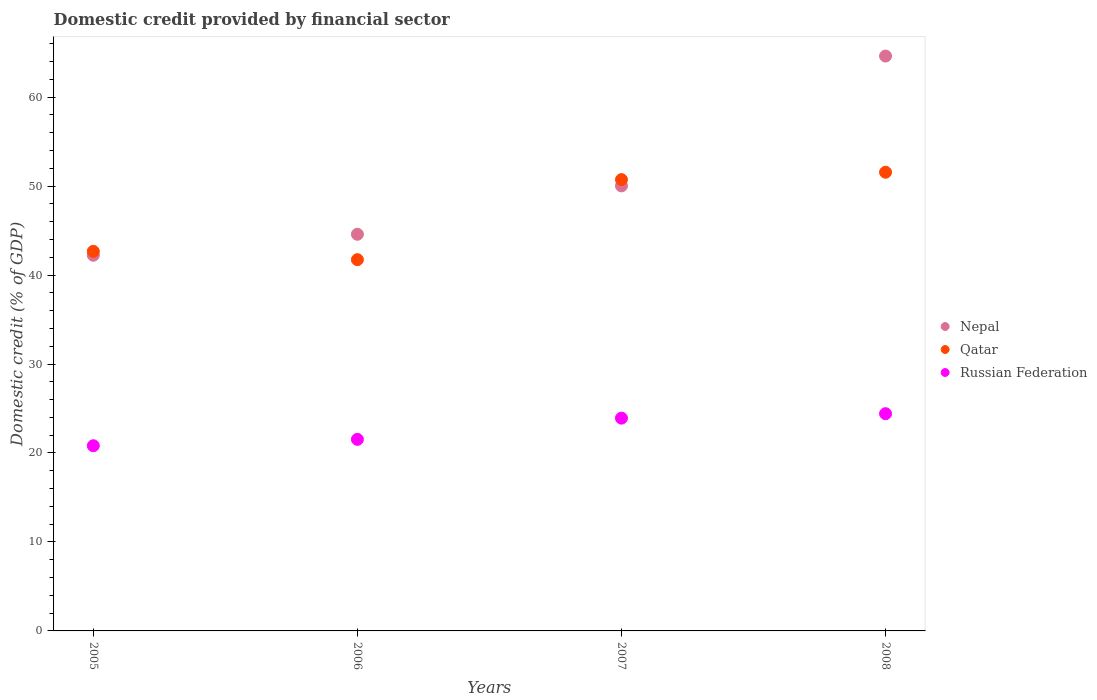 Domestic credit provided by financial sector
Domestic credit (% of GDP)
60
50
40
30
20
10
0
2005
2006
2007
2008
Years
Nepal
Qatar
Russian Federation